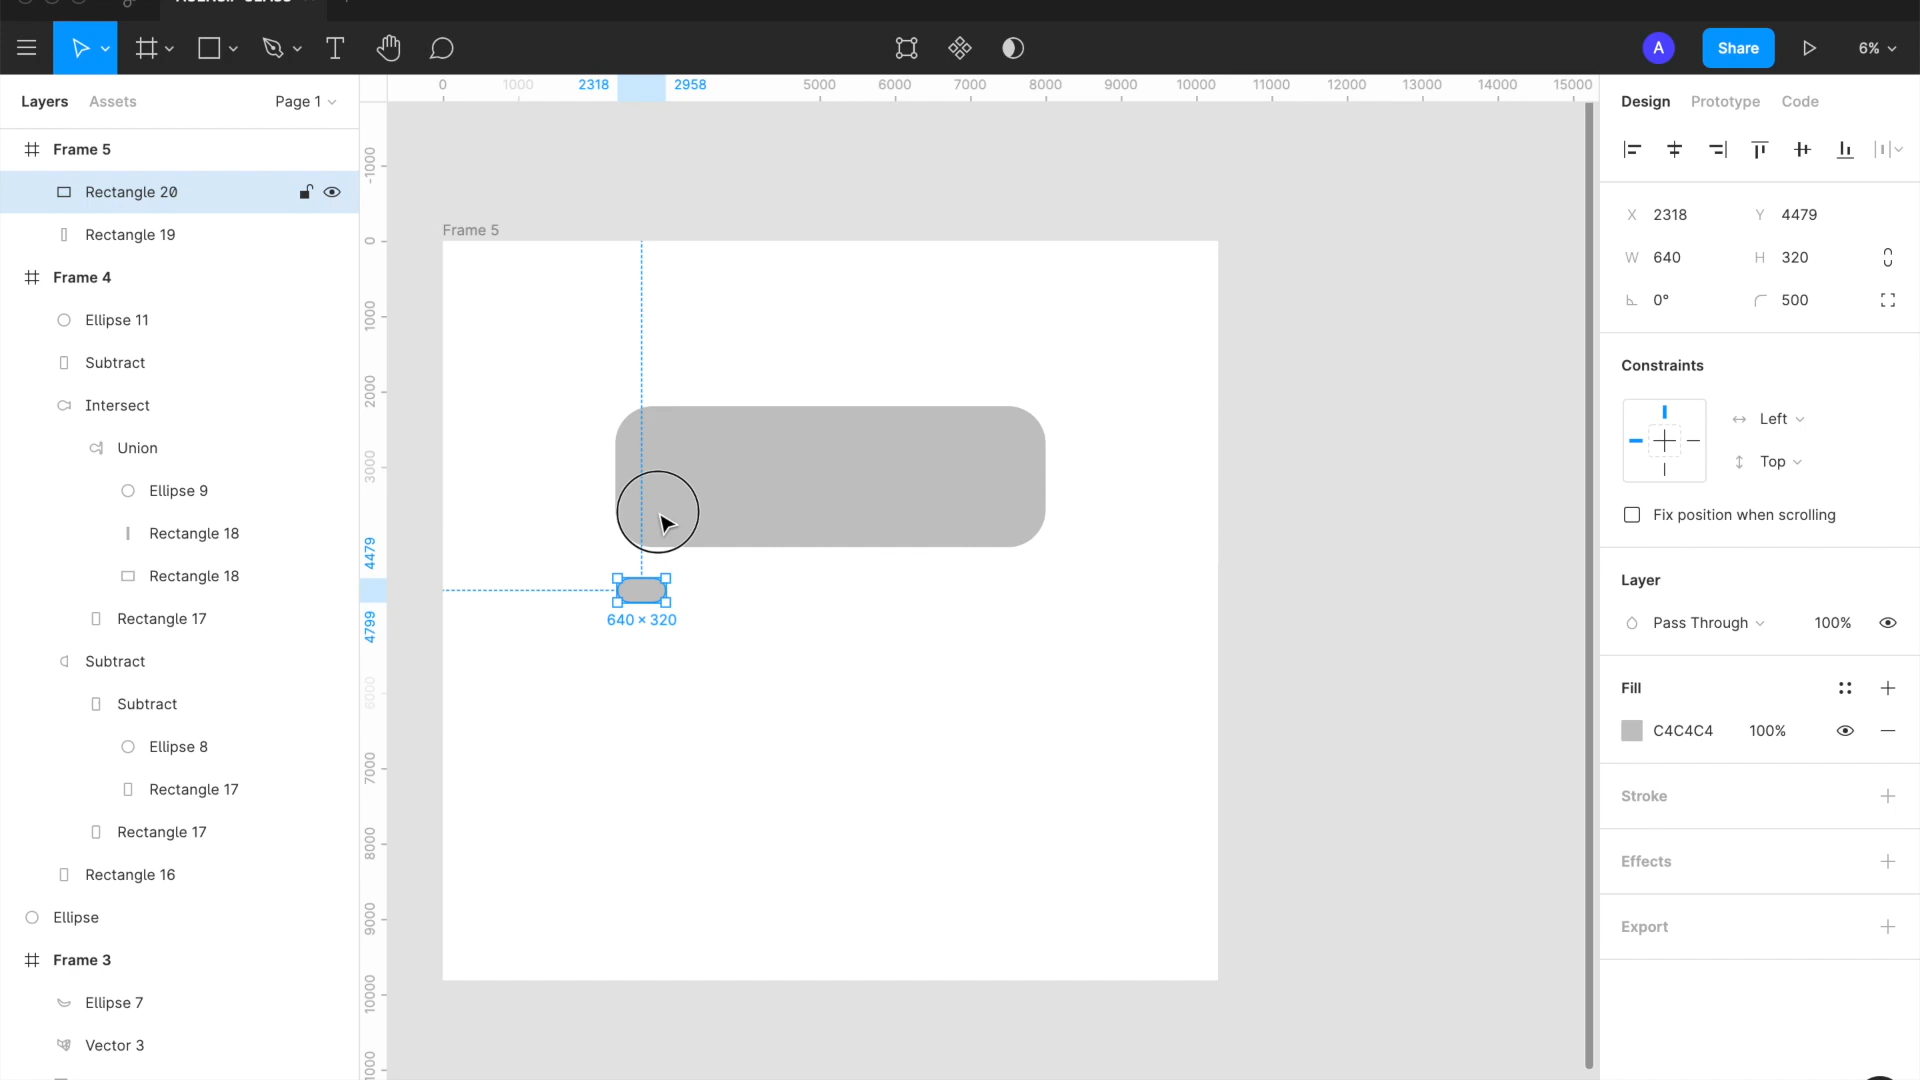 A
Share
6%
Layers
Assets
Page 1
0
1000
2318
2958
5000
6000
7000
8000
9000
10000
11000
12000
13000
14000
15000
Design
Prototype
Code
Frame 5
Rectangle 20
Rectangle 19
Frame 4
Ellipse 11
Subtract
Intersect
Union
Ellipse 9
Rectangle 18
Rectangle 18
Rectangle 17
Subtract
Subtract
Ellipse 8
Rectangle 17
Rectangle 17
Rectangle 16
Ellipse
Frame 3
Ellipse 7
Vector 3
-1000
0
1000
2000
3000
4479
4799
6000
7000
8000
9000
10000
Frame 5
640 × 320
X 2318
Y 4479
W 640
H 320
0°
500
Constraints
Left
Top
Fix position when scrolling
Layer
Pass Through
100%
Fill
C4C4C4
100%
Stroke
Effects
Export